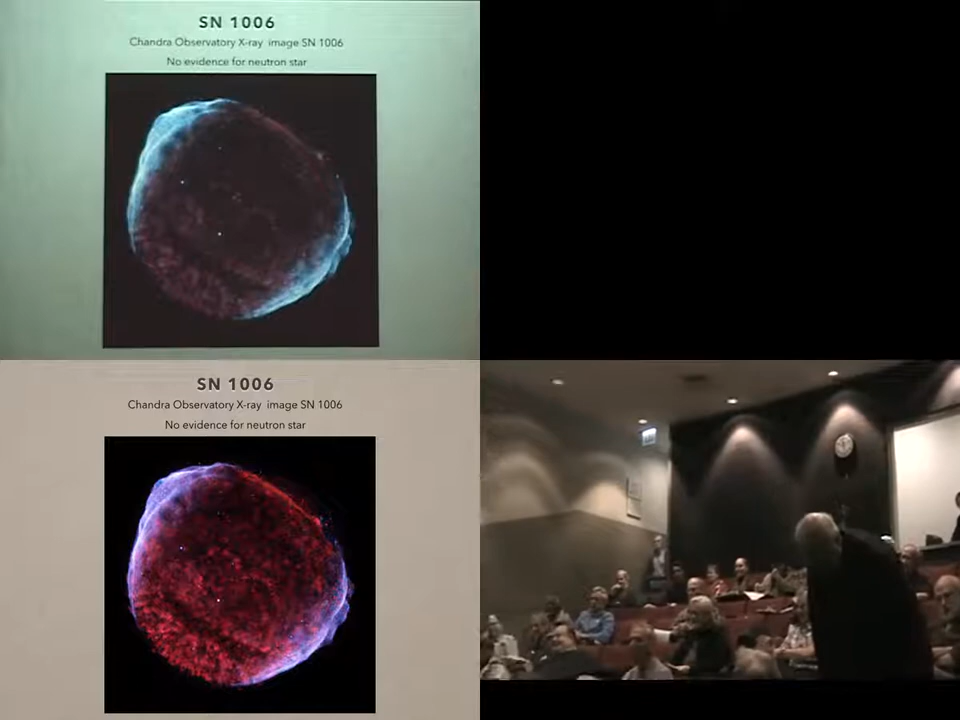 SN 1006
Chandra Observatory X-ray image SN 1006
No evidence for neutron star
SN 1006
Chandra Observatory X-ray image SN 1006
No evidence for neutron star